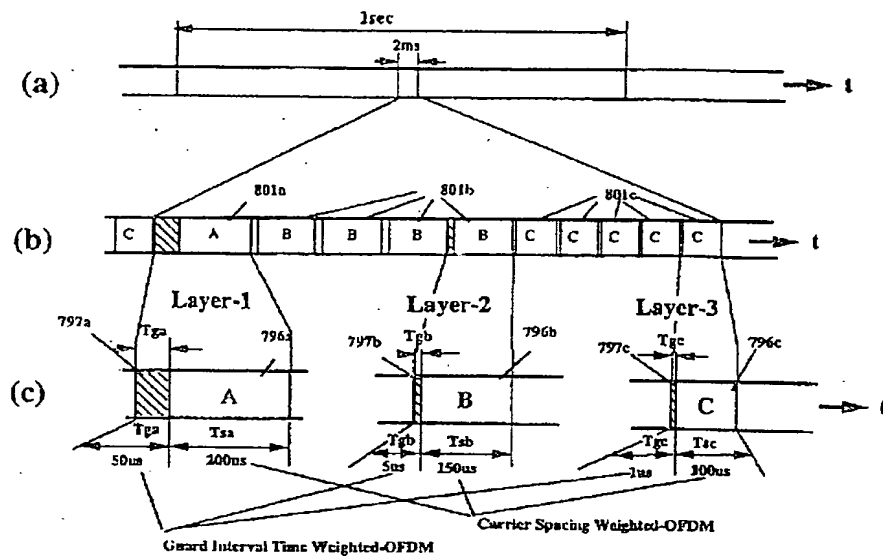 1sec
2ms
(a)
t
801a
801b
801c
(b)
C A B B B B C C C C C
t
Layer-1
Layer-2
Layer-3
797a
Tga
796a
797b
Tgb
796b
797c
Tgc
796c
(c)
A
B
C
t
Tga Tsa
Tgb Tsb
Tgc Tsc
50us 200us
5us 150us
1us 100us
Guard Interval Time Weighted-OFDM
Carrier Spacing Weighted-OFDM